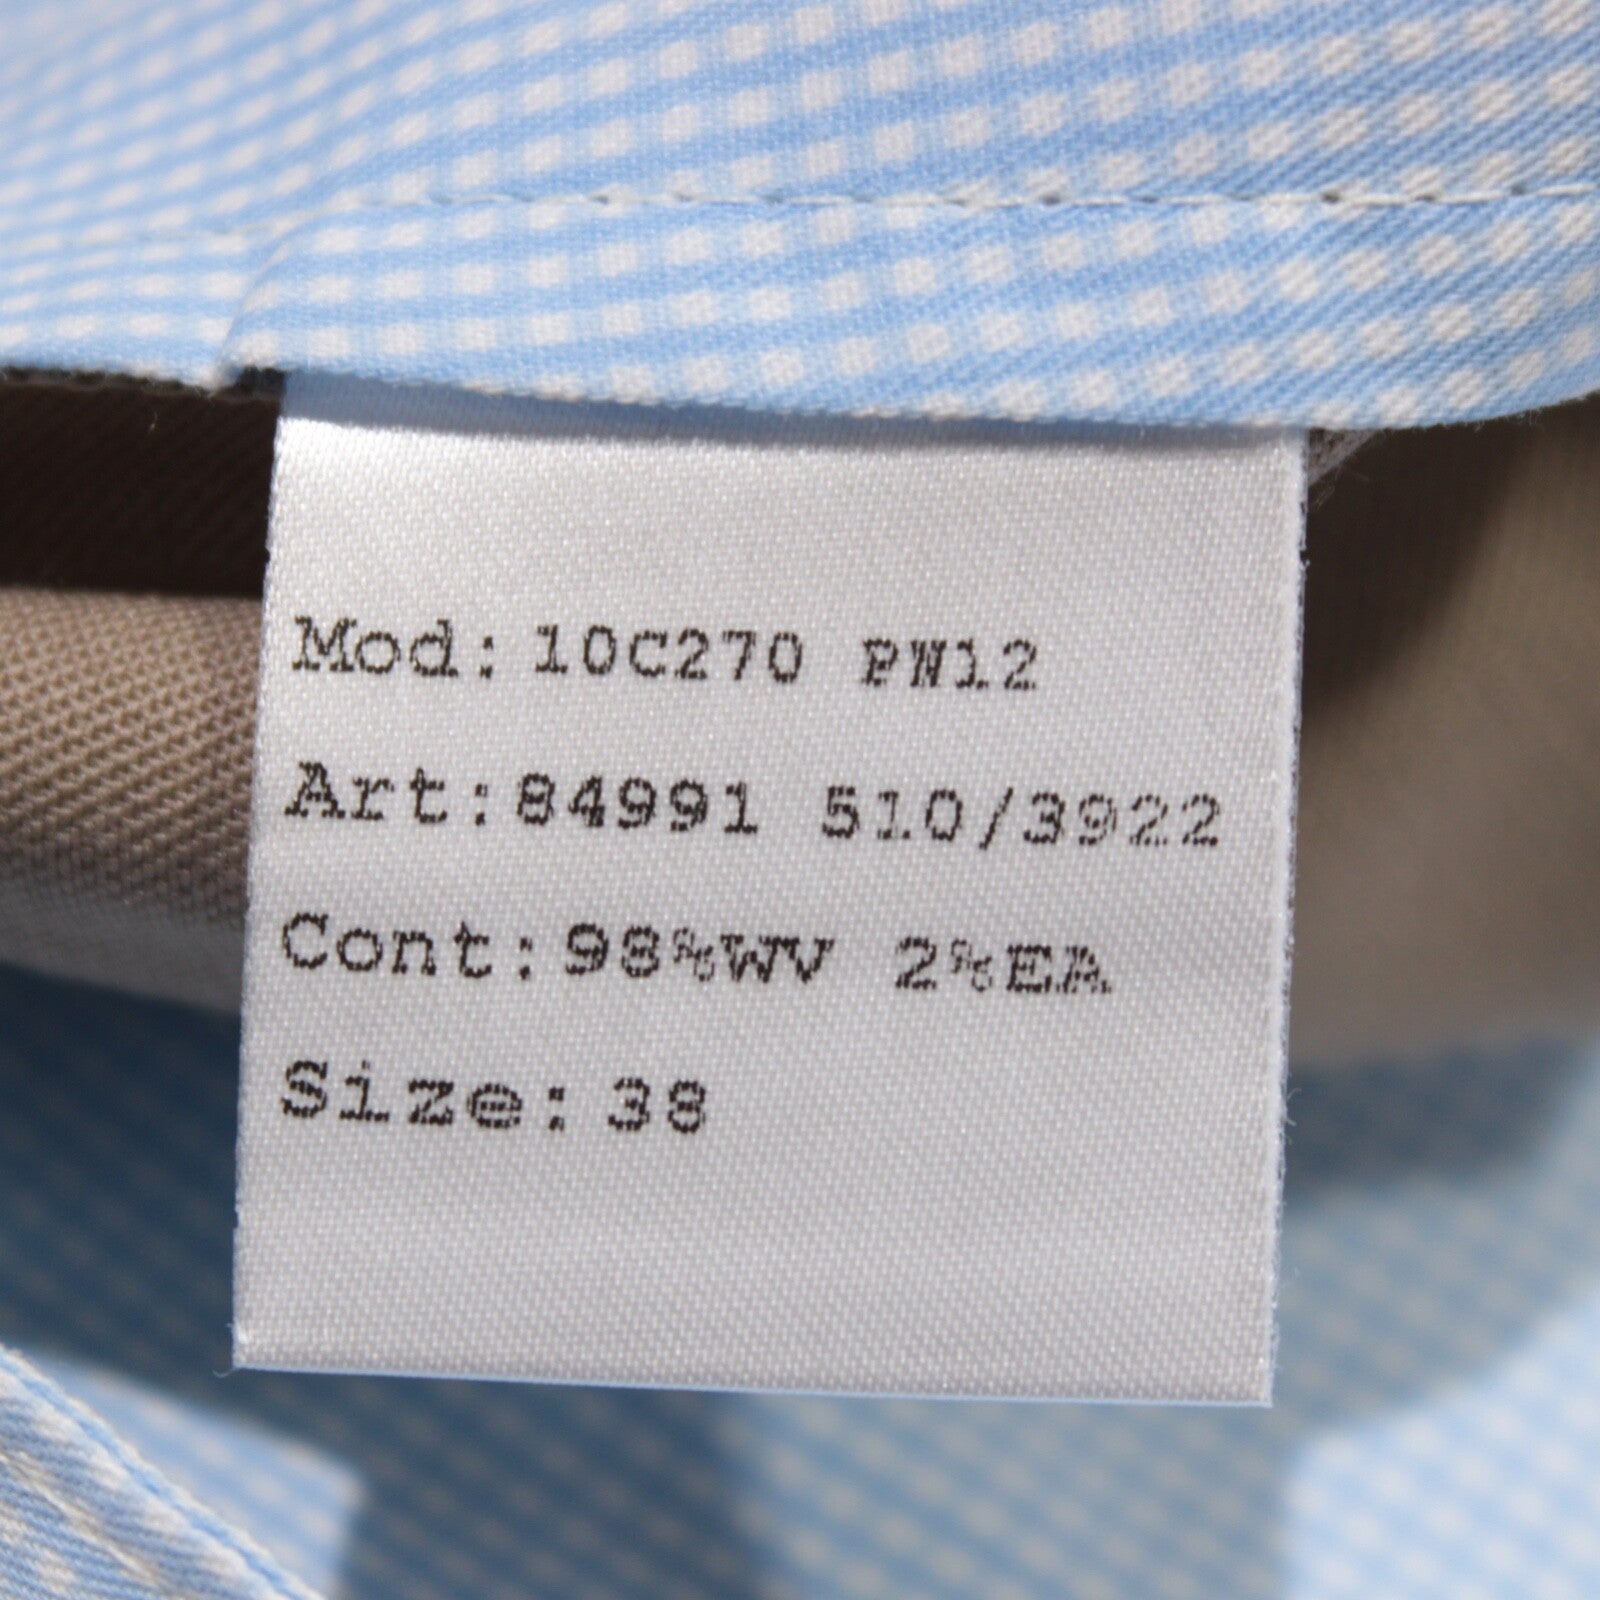 Mod: 10C270 PW12
Art: 84991 510/3922
Cont: 98%WV 2%EA
Size: 38